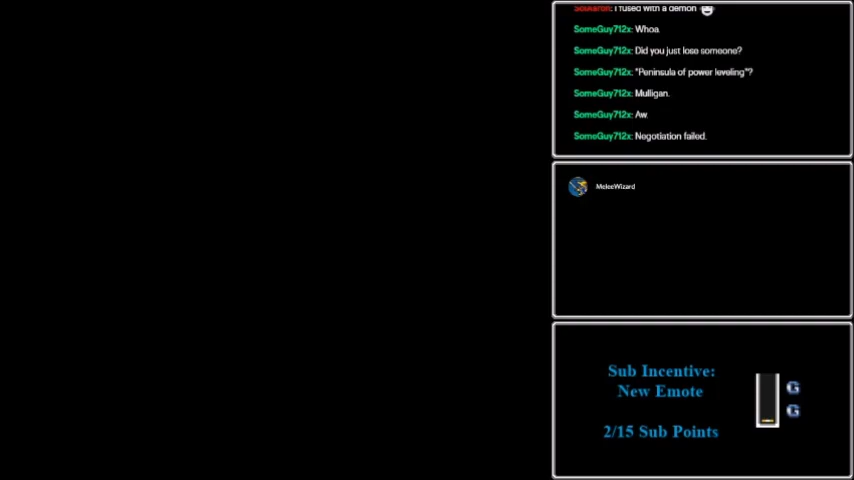 SolAaron: I fused with a demon
SomeGuy712x: Whoa.
SomeGuy712x: Did you just lose someone?
SomeGuy712x: "Peninsula of power leveling"?
SomeGuy712x: Mulligan.
SomeGuy712x: Aw.
SomeGuy712x: Negotiation failed.
MeleeWizard
Sub Incentive:
New Emote
2/15 Sub Points
G
G